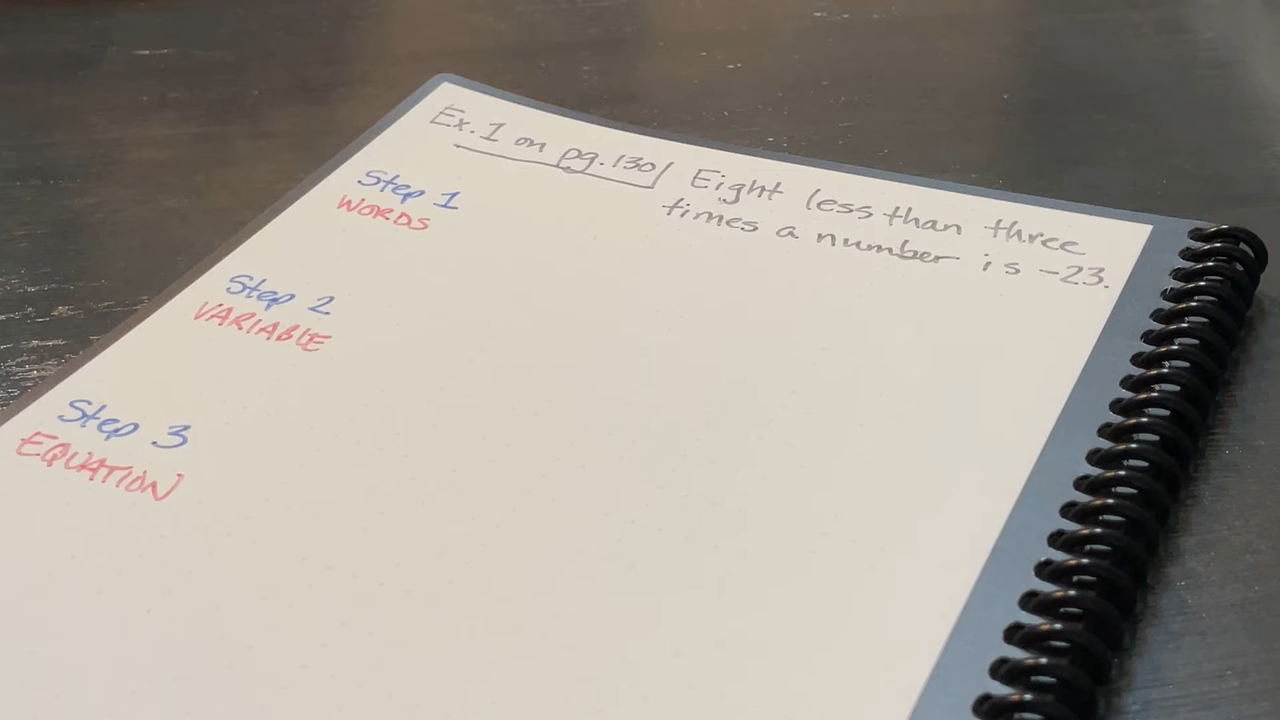 Ex.1 on pg.130
Eight less than three
times a number is -23.
Step 1
WORDS
Step 2
VARIABLE
Step 3
EQUATION